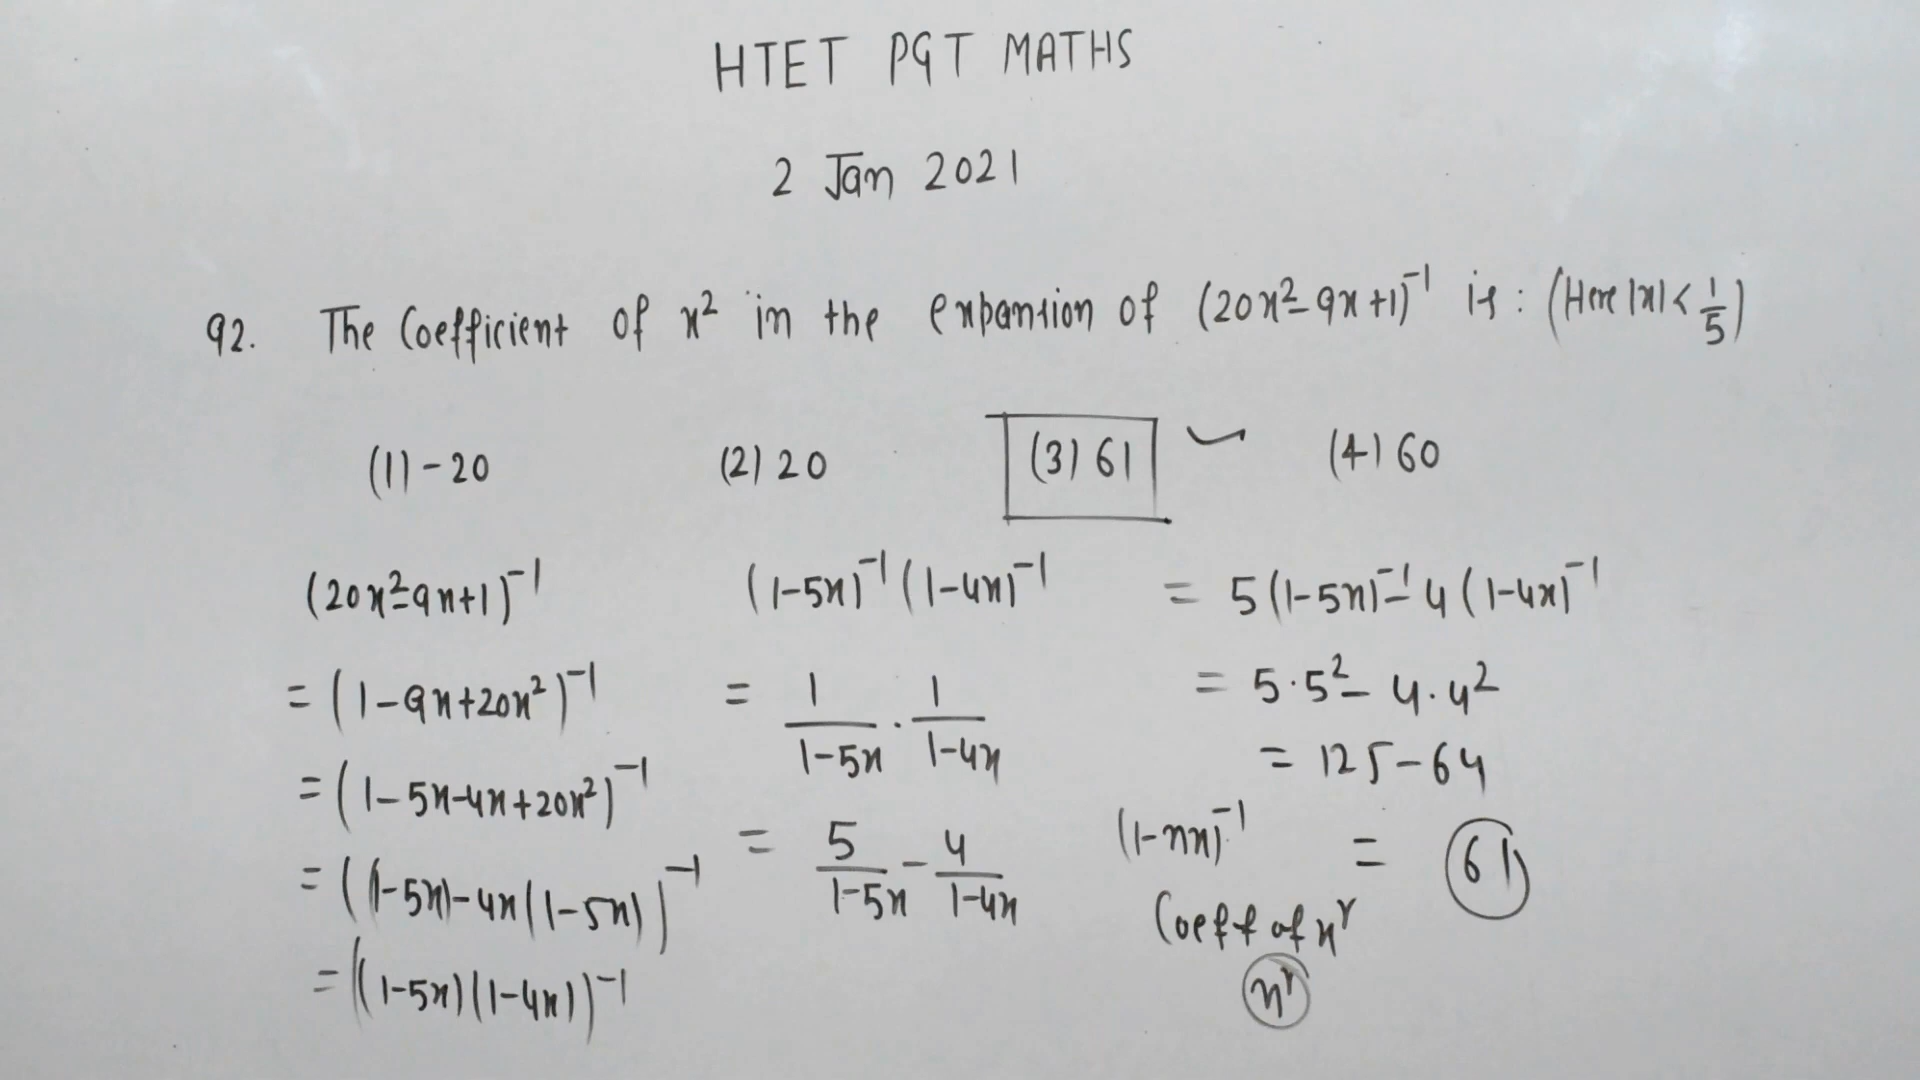 HTET PGT MATHS
2 Jan 2021
92. The Coefficient of x² in the expansion of (20x²-9x+1)⁻¹ is : (Here |x| < 1/5)
(1) -20 (2) 20 (3) 61 (4) 60
(20x²-9x+1)⁻¹
= (1-9x+20x²)⁻¹
= (1-5x-4x+20x²)⁻¹
= ((1-5x)-4x(1-5x))⁻¹
= ((1-5x)(1-4x))⁻¹
(1-5x)⁻¹ (1-4x)⁻¹
= 1/(1-5x) · 1/(1-4x)
= 5/(1-5x) - 4/(1-4x)
= 5(1-5x)⁻¹ - 4(1-4x)⁻¹
= 5·5² - 4·4²
= 125-64
= 61
(1-nx)⁻¹
Coeff of xʳ
nʳ